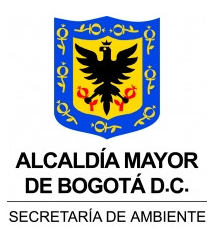 ALCALDÍA MAYOR
DE BOGOTÁ D.C.
SECRETARÍA DE AMBIENTE